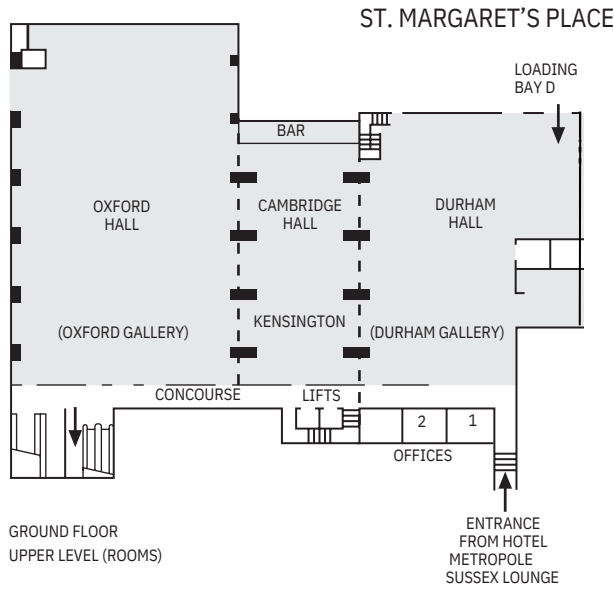 ST. MARGARET'S PLACE
LOADING
BAY D
BAR
OXFORD
HALL
CAMBRIDGE
HALL
DURHAM
HALL
(OXFORD GALLERY)
KENSINGTON
(DURHAM GALLERY)
CONCOURSE
LIFTS
2
1
OFFICES
GROUND FLOOR
UPPER LEVEL (ROOMS)
ENTRANCE
FROM HOTEL
METROPOLE
SUSSEX LOUNGE